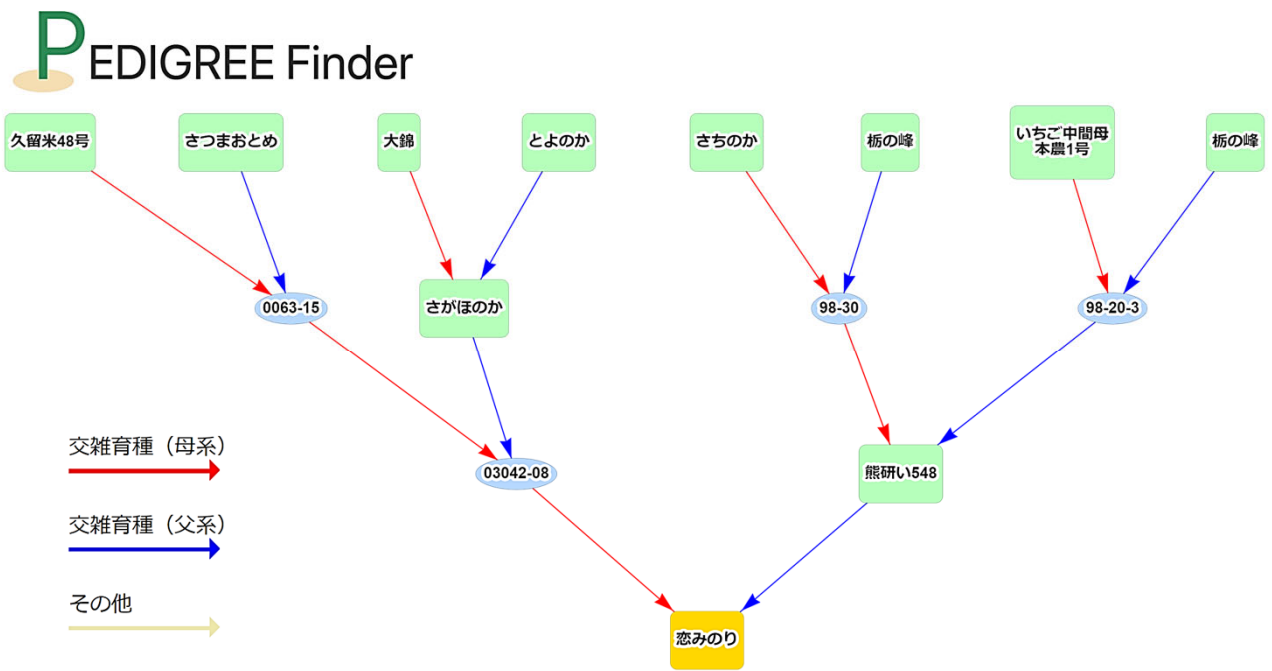 PEDIGREE Finder
久留米48号
さつまおとめ
大錦
とよのか
さちのか
栃の峰
いちご中間母
本農1号
栃の峰
0063-15
さがほのか
98-30
98-20-3
交雑育種（母系）
03042-08
熊研い548
交雑育種（父系）
その他
恋みのり